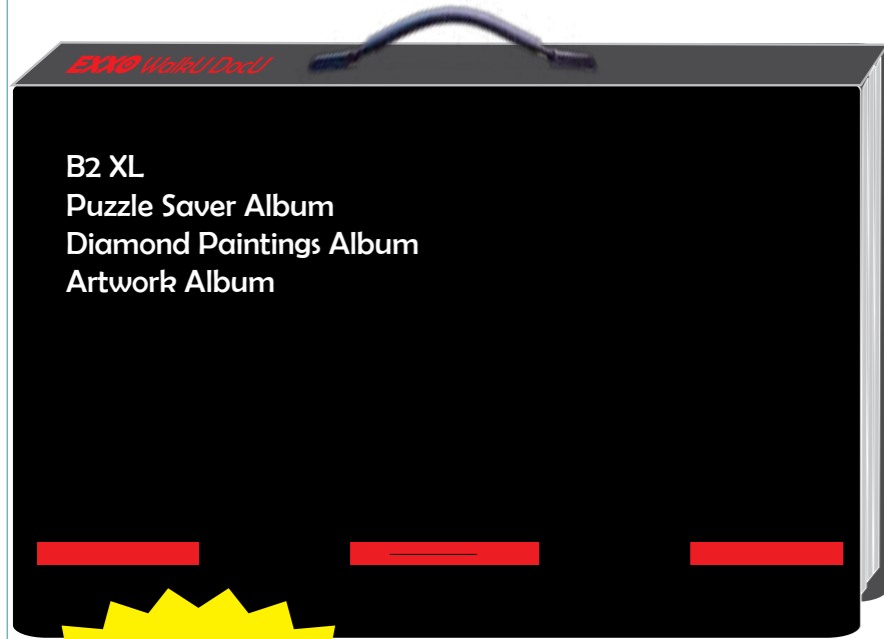 EXXO WalkU DocU
B2 XL
Puzzle Saver Album
Diamond Paintings Album
Artwork Album